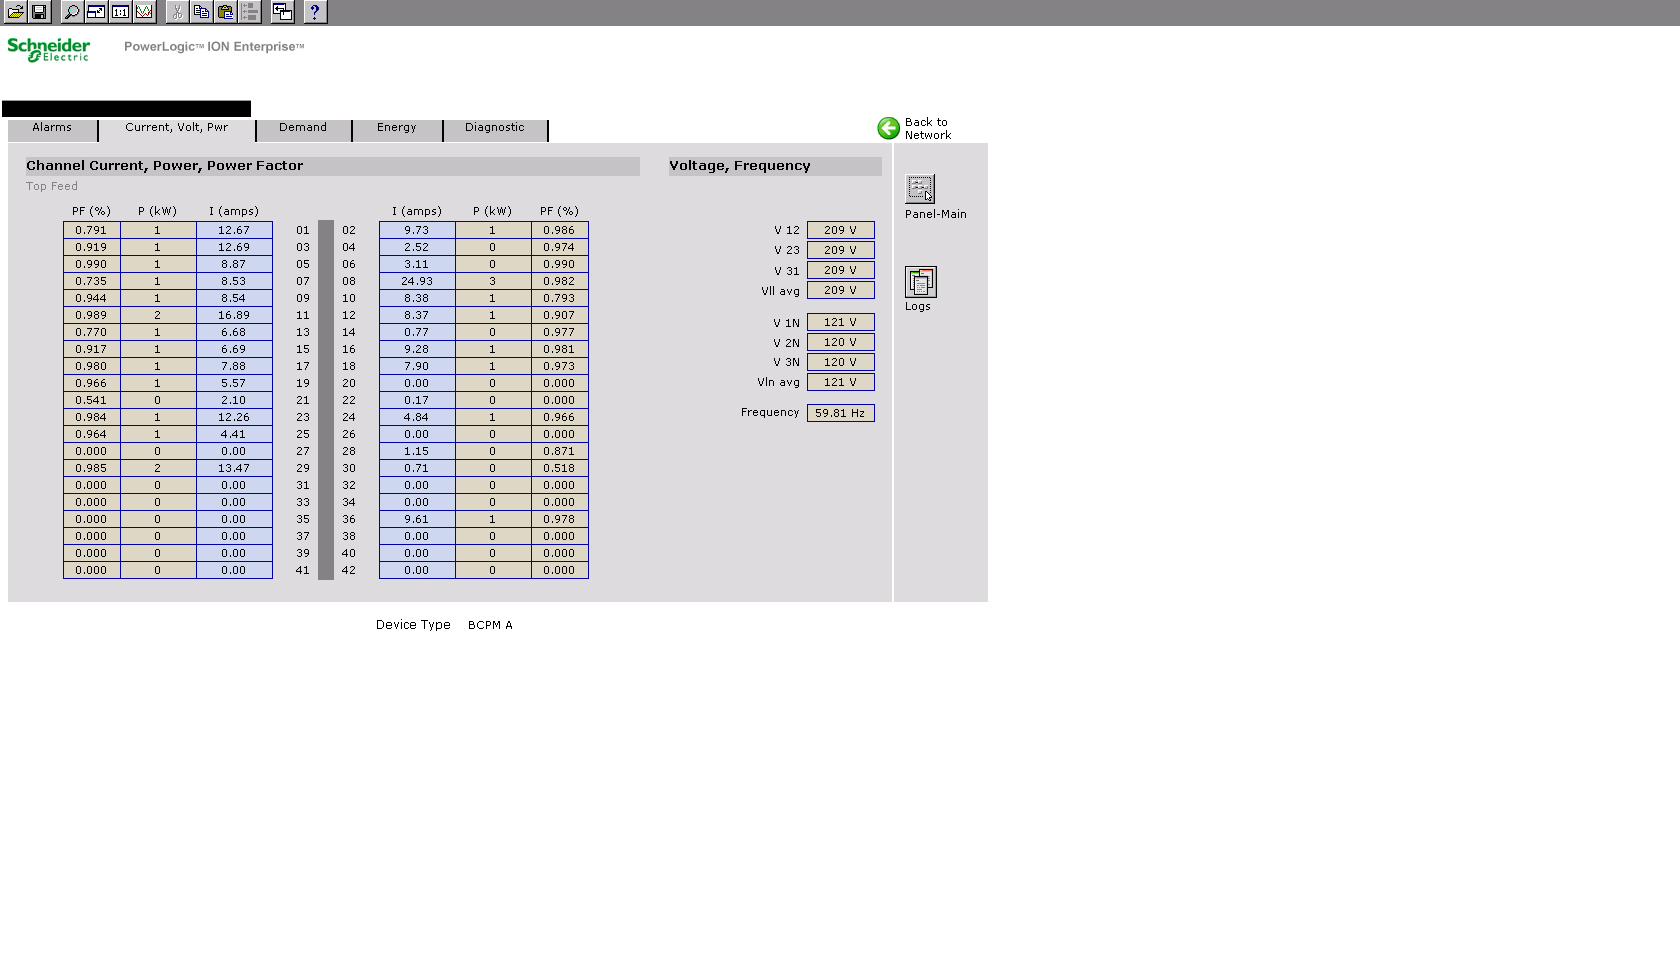 1:1 ?
Schneider Electric PowerLogic™ ION Enterprise™
Alarms Current, Volt, Pwr Demand Energy Diagnostic
Back to Network
Channel Current, Power, Power Factor Voltage, Frequency
Top Feed
PF (%) P (kW) I (amps) I (amps) P (kW) PF (%)
0.791 1 12.67 01 02 9.73 1 0.986
0.919 1 12.69 03 04 2.52 0 0.974
0.990 1 8.87 05 06 3.11 0 0.990
0.735 1 8.53 07 08 24.93 3 0.982
0.944 1 8.54 09 10 8.38 1 0.793
0.989 2 16.89 11 12 8.37 1 0.907
0.770 1 6.68 13 14 0.77 0 0.977
0.917 1 6.69 15 16 9.28 1 0.981
0.980 1 7.88 17 18 7.90 1 0.973
0.966 1 5.57 19 20 0.00 0 0.000
0.541 0 2.10 21 22 0.17 0 0.000
0.984 1 12.26 23 24 4.84 1 0.966
0.964 1 4.41 25 26 0.00 0 0.000
0.000 0 0.00 27 28 1.15 0 0.871
0.985 2 13.47 29 30 0.71 0 0.518
0.000 0 0.00 31 32 0.00 0 0.000
0.000 0 0.00 33 34 0.00 0 0.000
0.000 0 0.00 35 36 9.61 1 0.978
0.000 0 0.00 37 38 0.00 0 0.000
0.000 0 0.00 39 40 0.00 0 0.000
0.000 0 0.00 41 42 0.00 0 0.000
V 12 209 V
V 23 209 V
V 31 209 V
Vll avg 209 V
V 1N 121 V
V 2N 120 V
V 3N 120 V
Vln avg 121 V
Frequency 59.81 Hz
Panel-Main
Logs
Device Type BCPM A